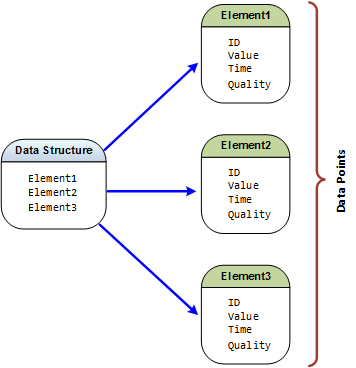 Element1
ID
Value
Time
Quality
Data Structure
Element1
Element2
Element3
Element2
ID
Value
Time
Quality
Element3
ID
Value
Time
Quality
Data Points